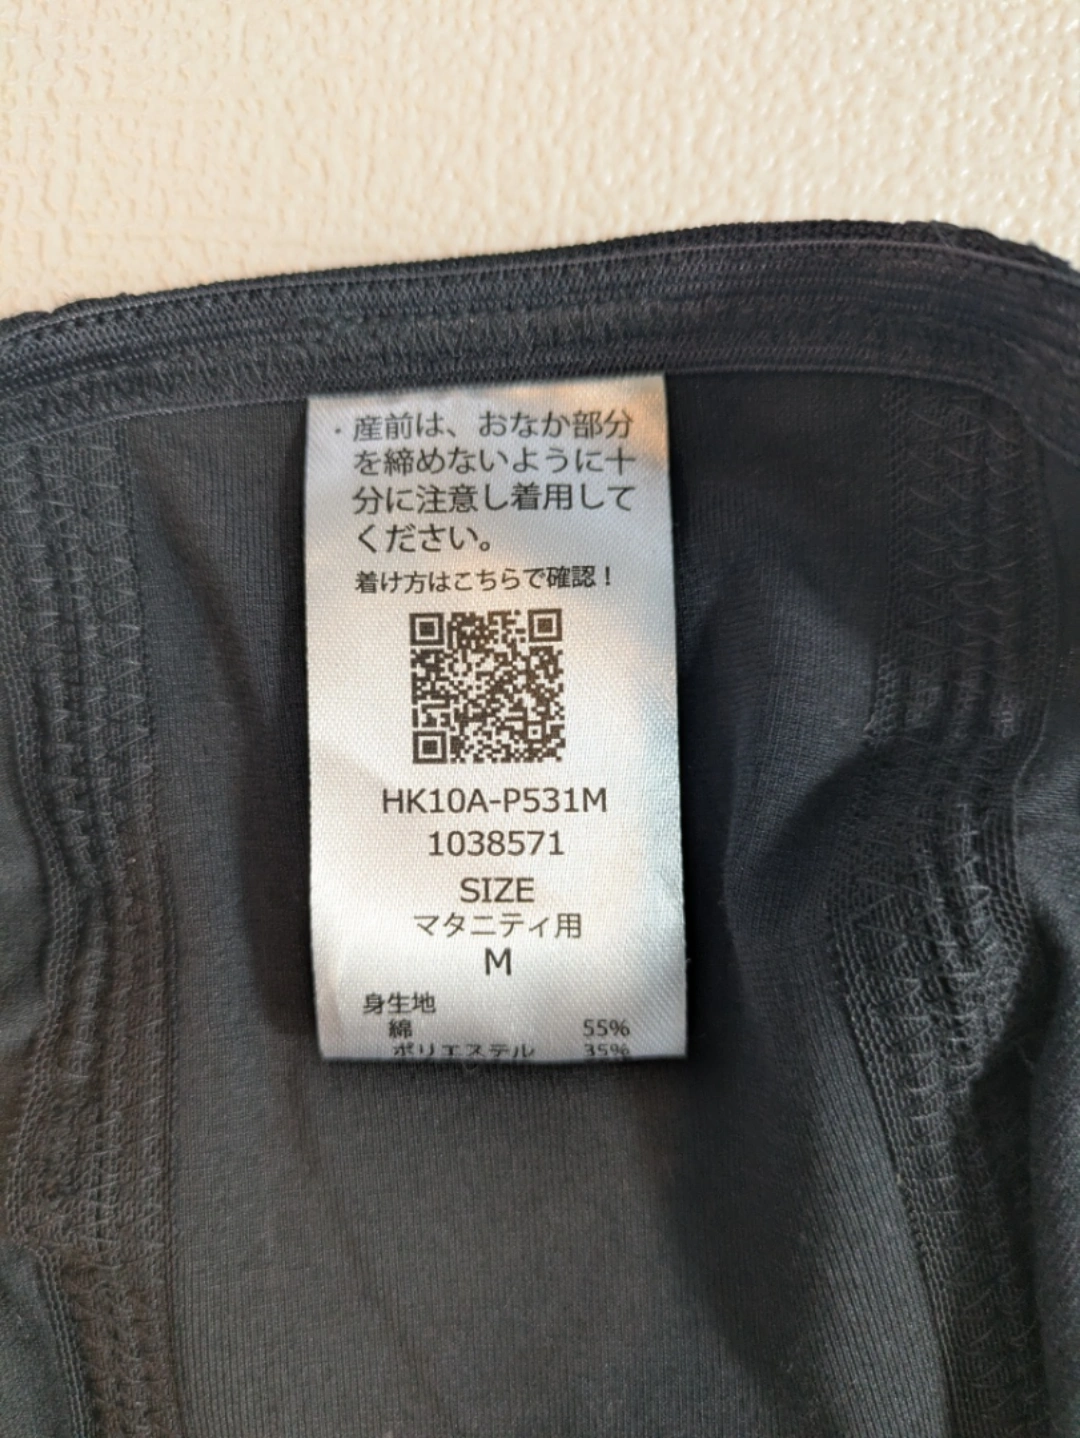 ・産前は、おなか部分
を締めないように十
分に注意し着用して
ください。
着け方はこちらで確認！
HK10A-P531M
1038571
SIZE
マタニティ用
M
身生地
綿 55%
ポリエステル 35%